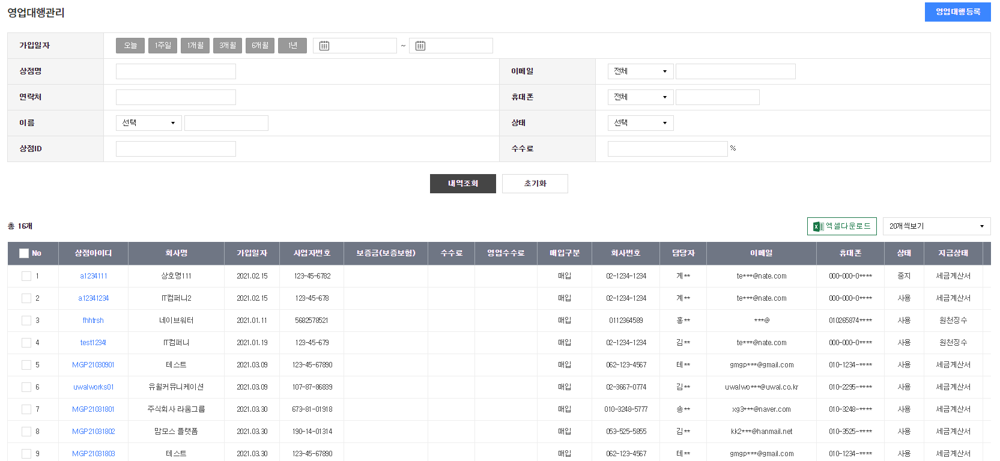 영업대행관리
영업대행등록
가입일자 오늘 1주일 1개월 3개월 6개월 1년 ~
상점명 이메일 전체
연락처 휴대폰 전체
이름 선택 상태 선택
상점ID 수수료 %
내역조회 초기화
총 16개 엑셀다운로드 20개씩보기
No 상점아이디 회사명 가입일자 사업자번호 보증금(보증보험) 수수료 영업수수료 매입구분 회사번호 담당자 이메일 휴대폰 상태 지급상태
1 a1234111 상호명111 2021.02.15 123-45-6782 매입 02-1234-1234 계** te***@nate.com 000-000-0**** 중지 세금계산서
2 a12341234 IT컴퍼니2 2021.02.15 123-45-678 매입 02-1234-1234 계** te***@nate.com 000-000-0**** 사용 세금계산서
3 fhhtrsh 네이브워터 2021.01.11 5682578521 매입 0112364589 홍** ***@ 010265874**** 사용 원천징수
4 test1234! IT컴퍼니 2021.01.19 123-45-679 매입 02-1234-1234 김** te***@nate.com 000-000-0**** 사용 원천징수
5 MGP21030901 테스트 2021.03.09 123-45-67890 매입 062-123-4567 테** gmgp***@gmail.com 010-1234-**** 사용 세금계산서
6 uwalworks01 유월커뮤니케이션 2021.03.09 107-87-86839 매입 02-3667-0774 김** uwalwo***@uwal.co.kr 010-2295-**** 사용 세금계산서
7 MGP21031801 주식회사 라움그룹 2021.03.30 673-81-01918 매입 010-3248-5777 송** xg3***@naver.com 010-3248-**** 사용 세금계산서
8 MGP21031802 맘모스 플랫폼 2021.03.30 190-14-01314 매입 053-525-5855 김** kk2***@hanmail.net 010-3525-**** 사용 세금계산서
9 MGP21031803 테스트 2021.03.30 123-45-67890 매입 062-123-4567 테** gmgp***@gmail.com 010-1234-**** 사용 세금계산서